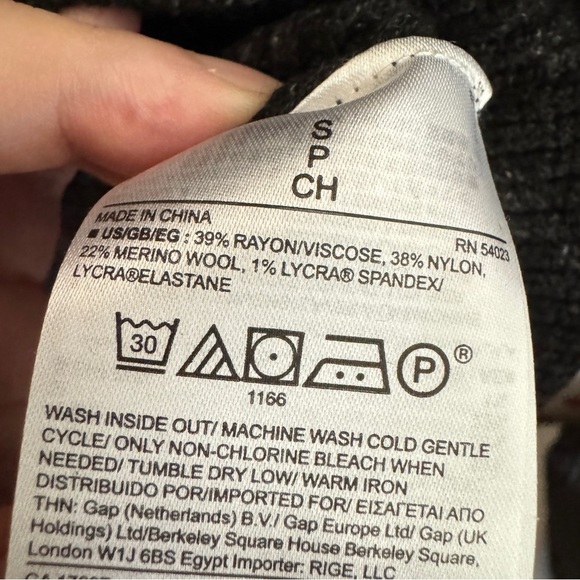 S
P
CH
MADE IN CHINA
RN 54023
■ US/GB/EG : 39% RAYON/VISCOSE, 38% NYLON,
22% MERINO WOOL, 1% LYCRA® SPANDEX/
LYCRA®ELASTANE
30 P ®
1166
WASH INSIDE OUT/ MACHINE WASH COLD GENTLE
CYCLE/ ONLY NON-CHLORINE BLEACH WHEN
NEEDED/ TUMBLE DRY LOW/ WARM IRON
DISTRIBUIDO POR/IMPORTED FOR/ ΕΙΣΑΓΕΤΑΙ ΑΠΟ
THN: Gap (Netherlands) B.V./ Gap Europe Ltd/ Gap (UK
Holdings) Ltd/Berkeley Square House Berkeley Square,
London W1J 6BS Egypt Importer: RIGE, LLC